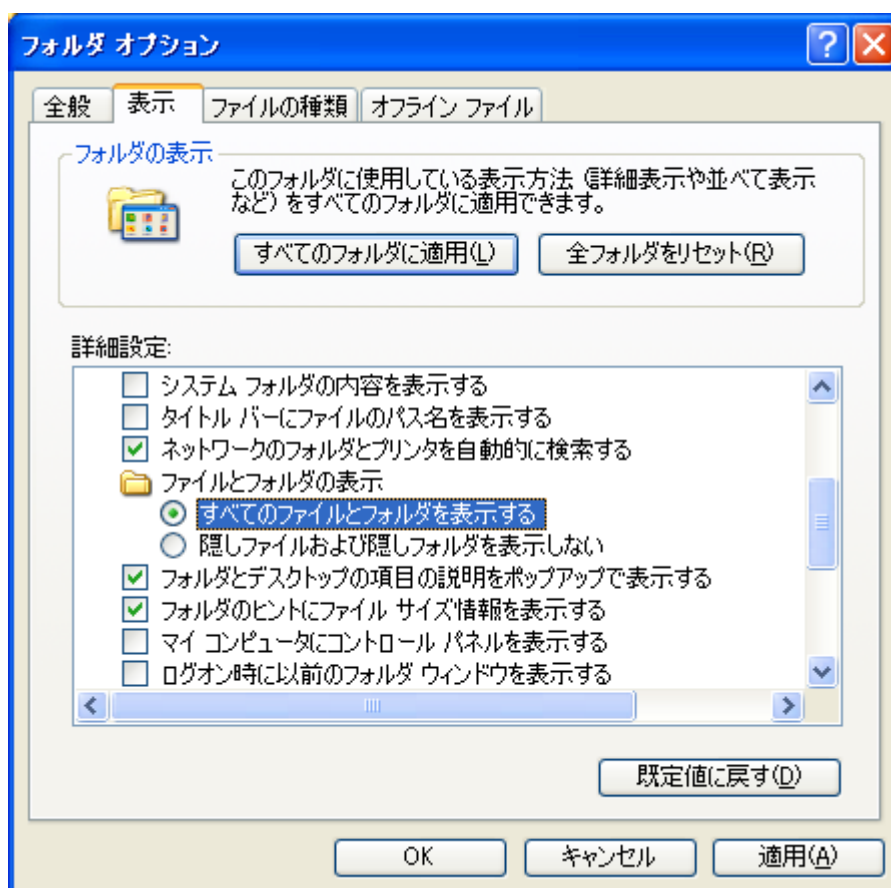 フォルダ オプション
全般 表示 ファイルの種類 オフライン ファイル
フォルダの表示
このフォルダに使用している表示方法 (詳細表示や並べて表示
など) をすべてのフォルダに適用できます。
すべてのフォルダに適用(L) 全フォルダをリセット(R)
詳細設定:
システム フォルダの内容を表示する
タイトル バーにファイルのパス名を表示する
ネットワークのフォルダとプリンタを自動的に検索する
ファイルとフォルダの表示
すべてのファイルとフォルダを表示する
隠しファイルおよび隠しフォルダを表示しない
フォルダとデスクトップの項目の説明をポップアップで表示する
フォルダのヒントにファイル サイズ情報を表示する
マイ コンピュータにコントロール パネルを表示する
ログオン時に以前のフォルダ ウィンドウを表示する
既定値に戻す(D)
OK キャンセル 適用(A)